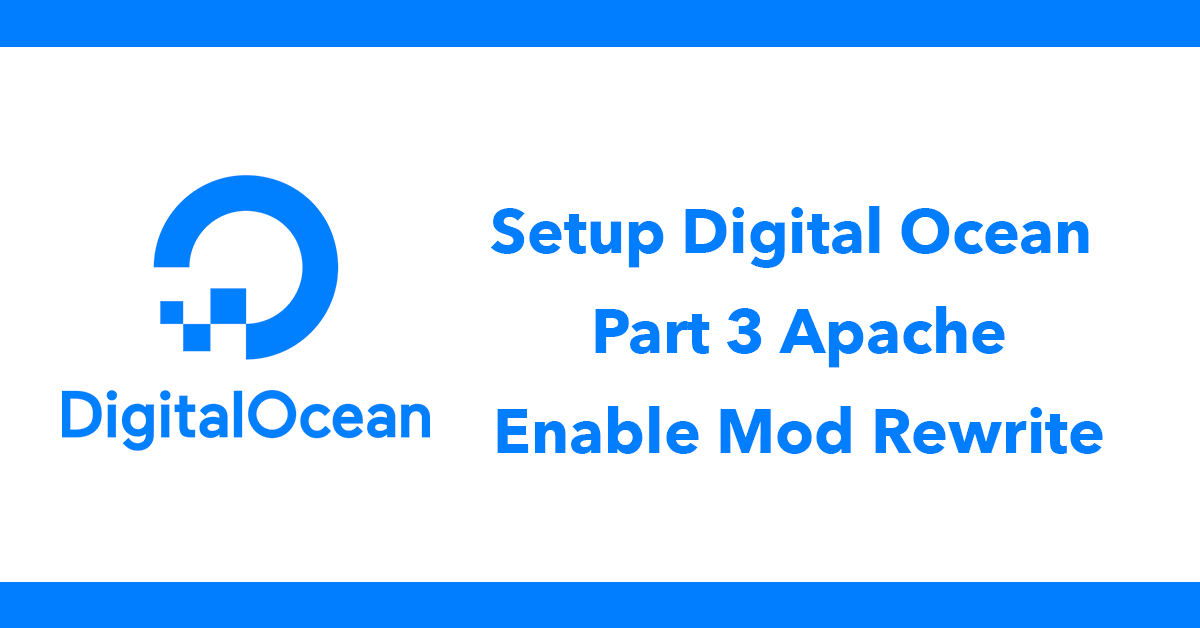 DigitalOcean
Setup Digital Ocean
Part 3 Apache
Enable Mod Rewrite